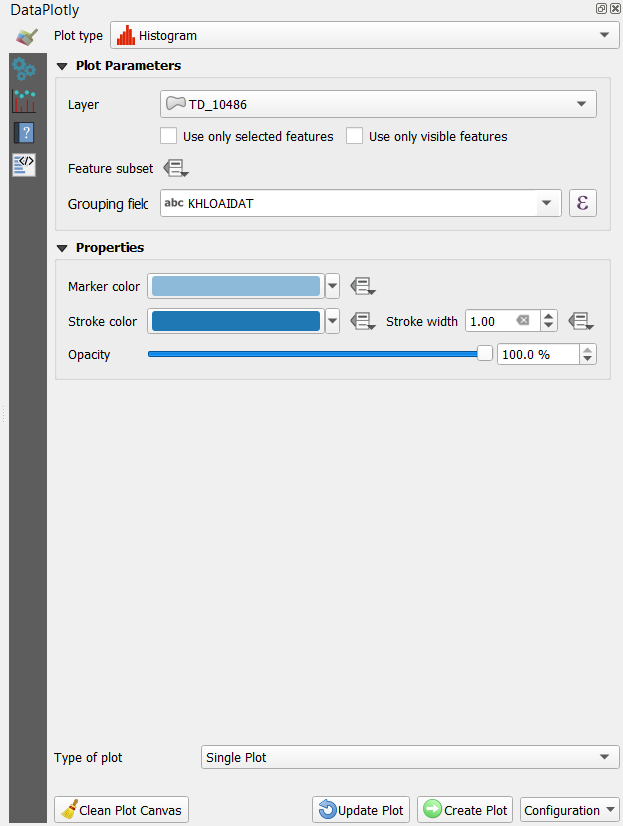 DataPlotly
Plot type Histogram
Plot Parameters
Layer TD_10486
Use only selected features Use only visible features
Feature subset
Grouping field abc KHLOAIDAT ε
Properties
Marker color
Stroke color Stroke width 1.00
Opacity 100.0 %
Type of plot Single Plot
Clean Plot Canvas Update Plot Create Plot Configuration